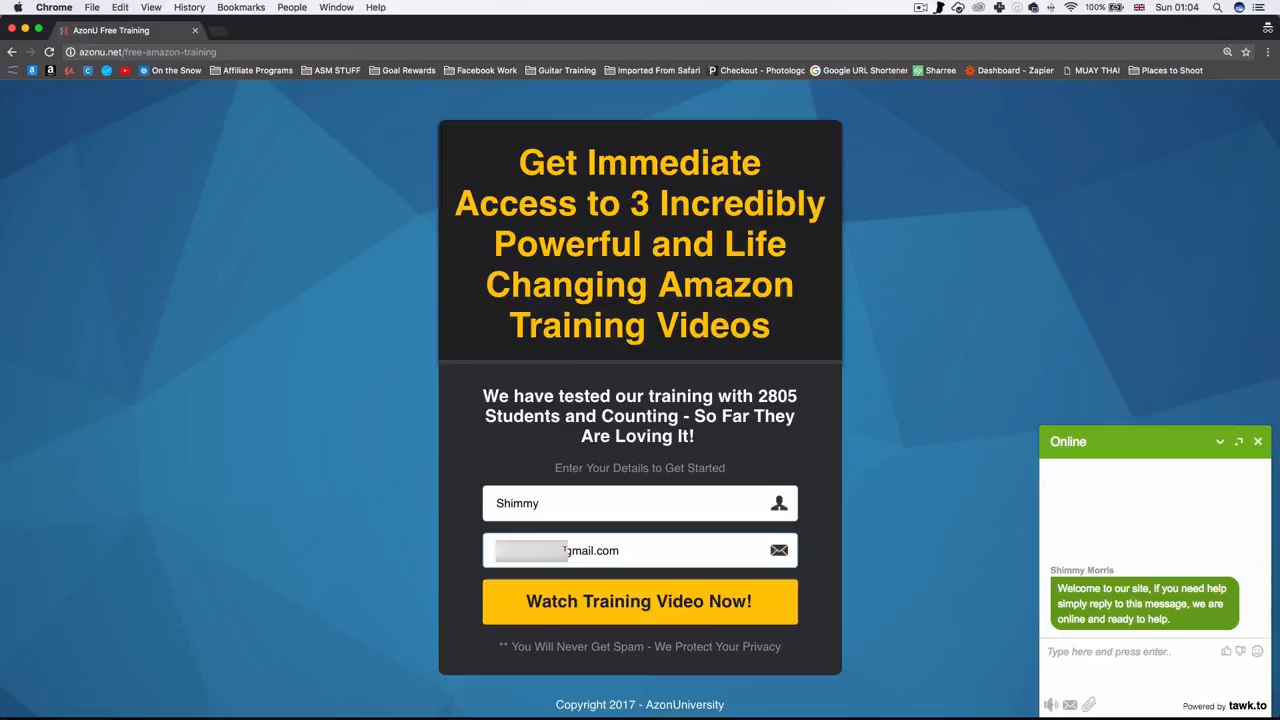 Chrome File Edit View History Bookmarks People Window Help 100% Sun 01:04
AzonU Free Training
azonu.net/free-amazon-training
On the Snow Affiliate Programs ASM STUFF Goal Rewards Facebook Work Guitar Training Imported From Safari Checkout - Photologo Google URL Shortener Sharree Dashboard - Zapier MUAY THAI Places to Shoot
Get Immediate
Access to 3 Incredibly
Powerful and Life
Changing Amazon
Training Videos
We have tested our training with 2805
Students and Counting - So Far They
Are Loving It!
Enter Your Details to Get Started
Shimmy
gmail.com
Watch Training Video Now!
** You Will Never Get Spam - We Protect Your Privacy
Copyright 2017 - AzonUniversity
Online
Shimmy Morris
Welcome to our site, if you need help
simply reply to this message, we are
online and ready to help.
Type here and press enter..
Powered by tawk.to